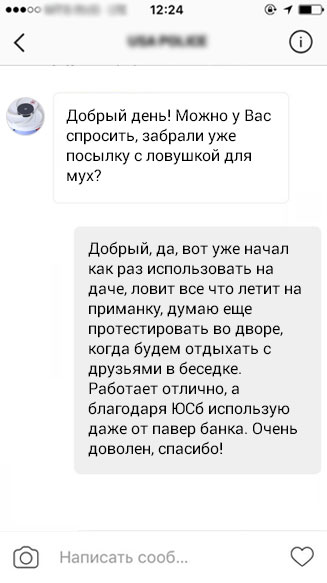 12:24
Добрый день! Можно у Вас
спросить, забрали уже
посылку с ловушкой для
мух?
Добрый, да, вот уже начал
как раз использовать на
даче, ловит все что летит на
приманку, думаю еще
протестировать во дворе,
когда будем отдыхать с
друзьями в беседке.
Работает отлично, а
благодаря ЮСб использую
даже от павер банка. Очень
доволен, спасибо!
Написать сооб...